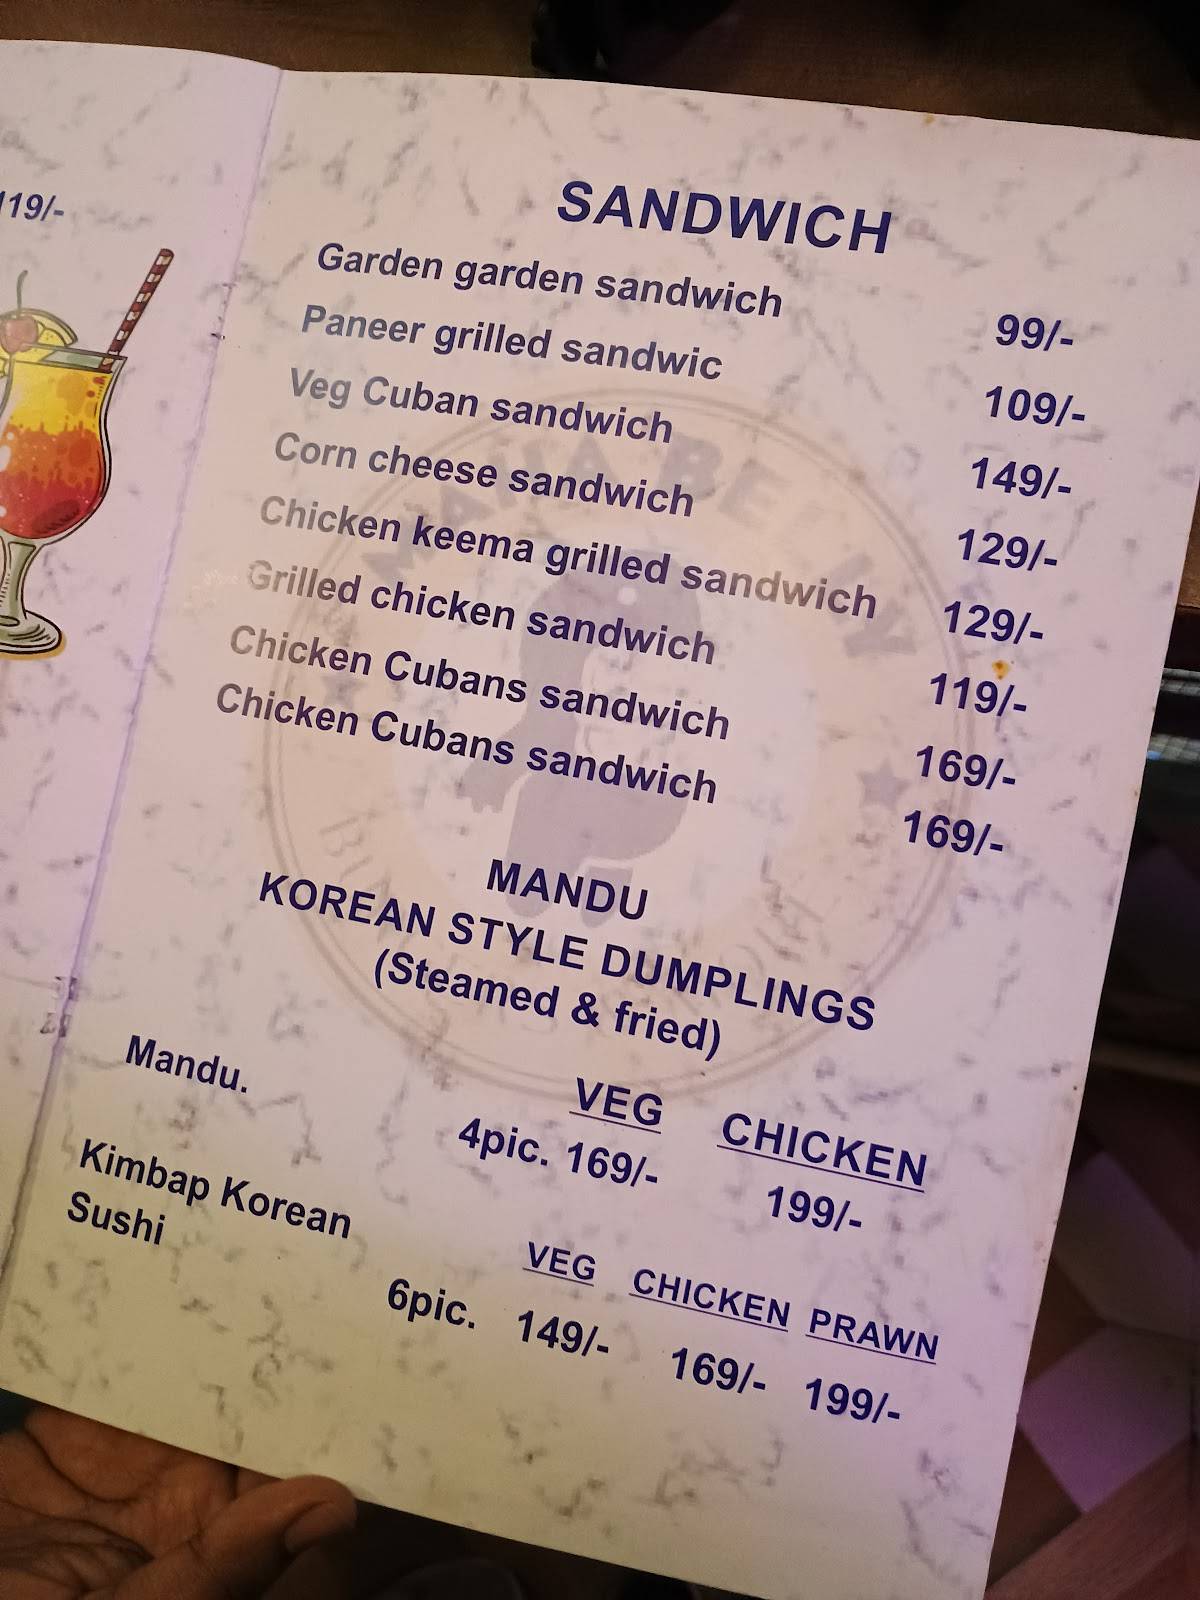 119/-
SANDWICH
Garden garden sandwich 99/-
Paneer grilled sandwic 109/-
Veg Cuban sandwich 149/-
Corn cheese sandwich 129/-
Chicken keema grilled sandwich 129/-
Grilled chicken sandwich 119/-
Chicken Cubans sandwich 169/-
Chicken Cubans sandwich 169/-
MANDU
KOREAN STYLE DUMPLINGS
(Steamed & fried)
VEG CHICKEN
Mandu. 4pic. 169/- 199/-
Kimbap Korean
Sushi
VEG CHICKEN PRAWN
6pic. 149/- 169/- 199/-